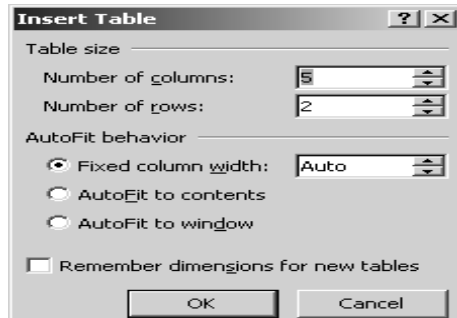 Insert Table ? ×
Table size
Number of columns: 5
Number of rows: 2
AutoFit behavior
Fixed column width: Auto
AutoFit to contents
AutoFit to window
Remember dimensions for new tables
OK Cancel